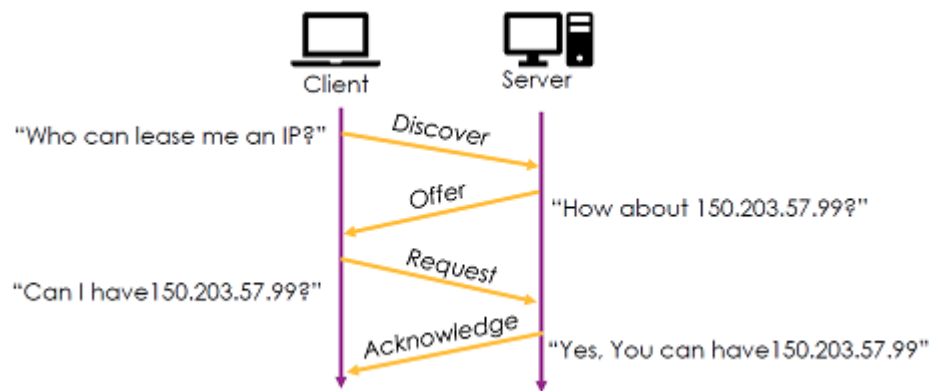 Client
Server
“Who can lease me an IP?”
Discover
Offer
“How about 150.203.57.99?”
Request
“Can I have150.203.57.99?”
Acknowledge
“Yes, You can have150.203.57.99”